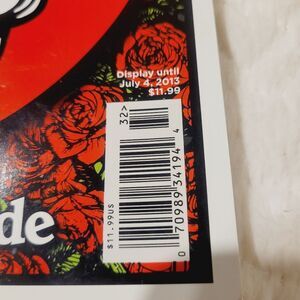 Display until
July 4, 2013
$11.99
32>
de
$11.99US
0 70989 34194 4